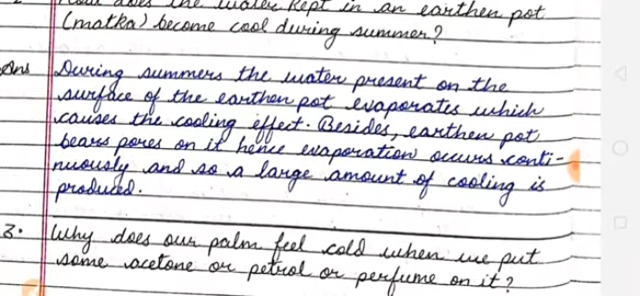 How does the water kept in an earthen pot
(matka) become cool during summer?
Ans During summers the water present on the
surface of the earthen pot evaporates which
causes the cooling effect. Besides, earthen pot
bears pores on it hence evaporation occurs conti-
nuously and so a large amount of cooling is
produced.
3. Why does our palm feel cold when we put
some acetone or petrol or perfume on it?